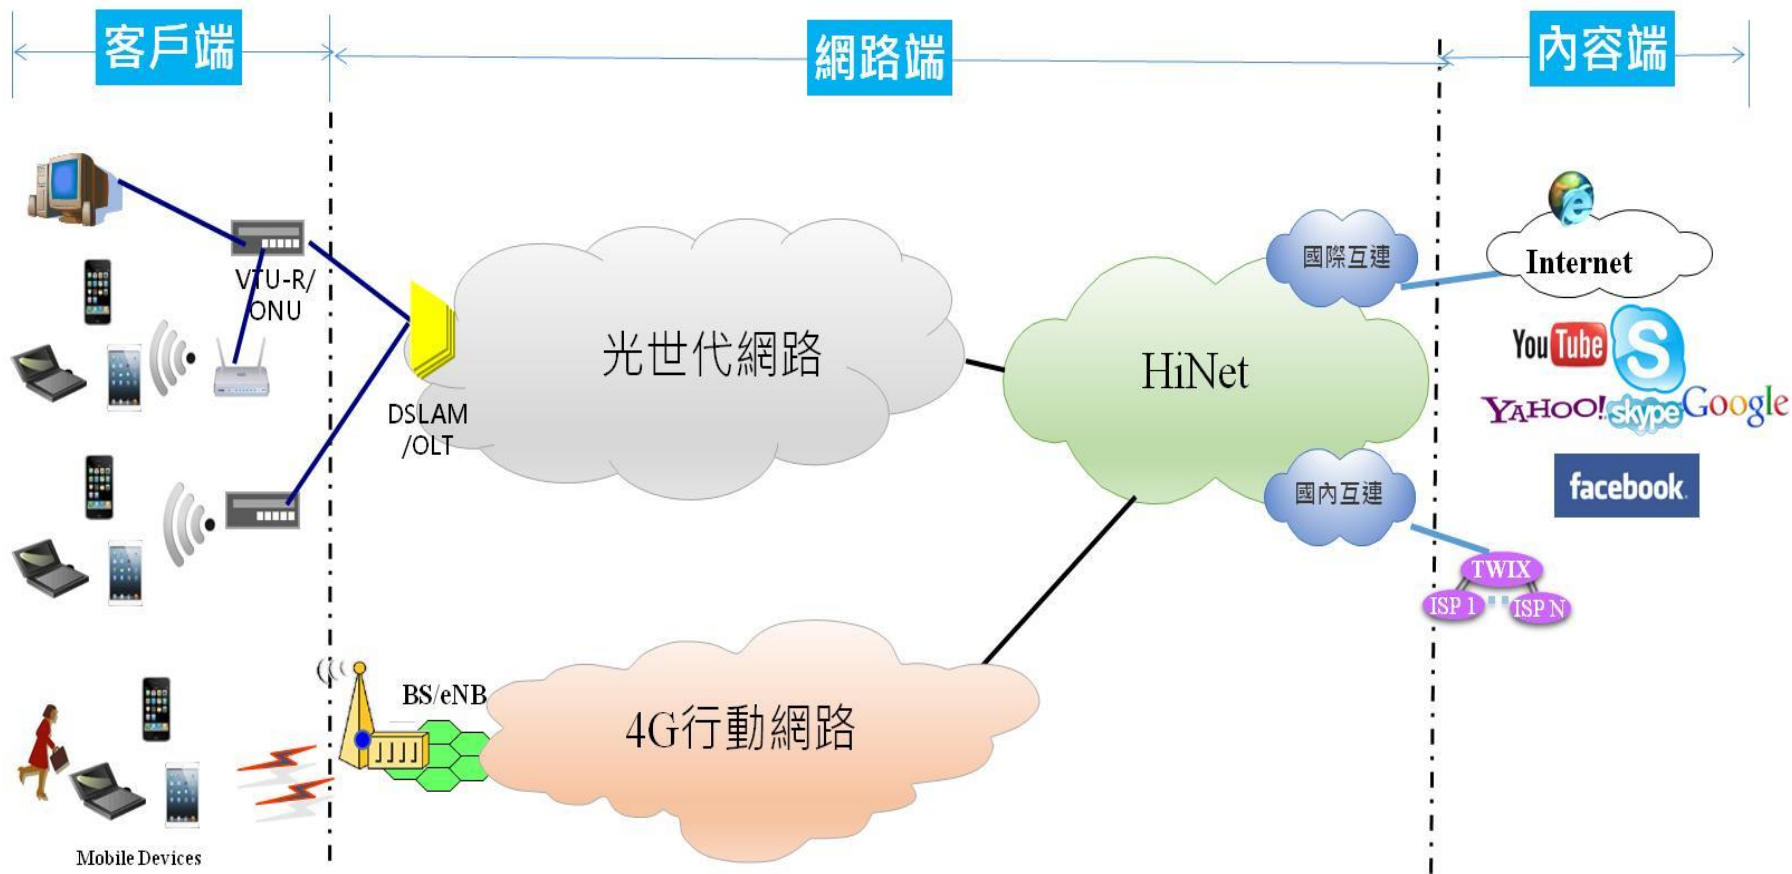 客戶端
網路端
內容端
VTU-R/
ONU
DSLAM
/OLT
光世代網路
HiNet
國際互連
國內互連
Internet
You Tube
S
YAHOO!
skype
Google
facebook
TWIX
ISP 1
ISP N
BS/eNB
4G行動網路
Mobile Devices